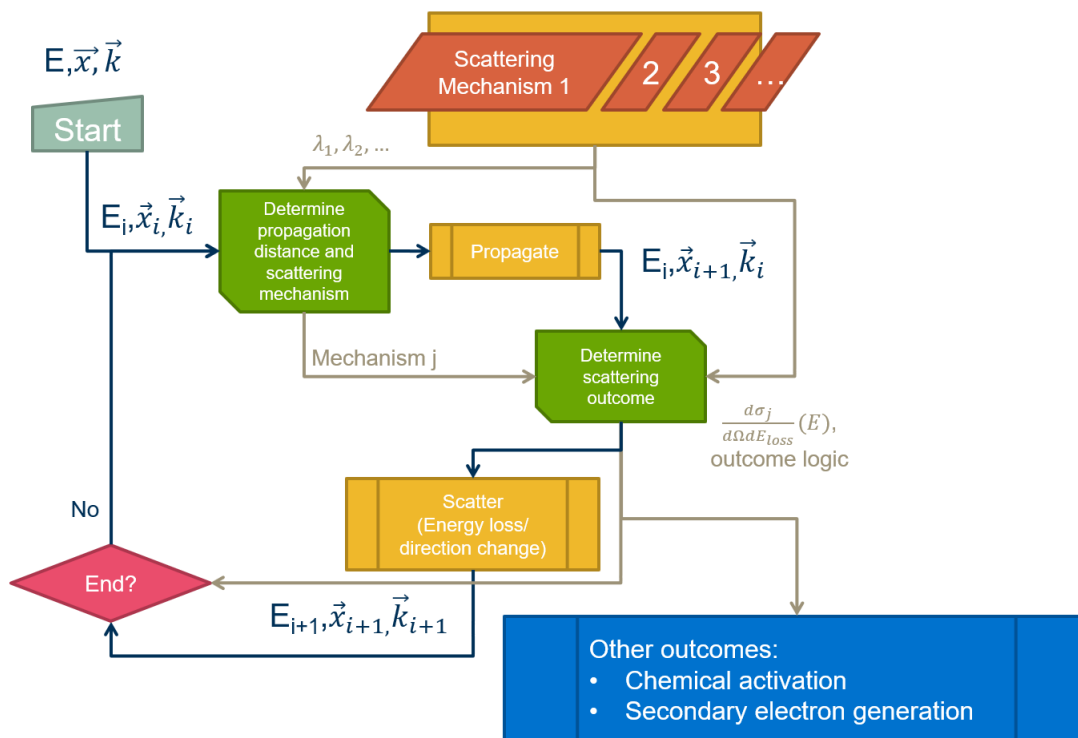 E, x⃗, k⃗
Start
Scattering
Mechanism 1
2
3
...
λ₁, λ₂, ...
Eᵢ, x⃗ᵢ, k⃗ᵢ
Determine
propagation
distance and
scattering
mechanism
Propagate
Eᵢ, x⃗ᵢ₊₁, k⃗ᵢ
Mechanism j
Determine
scattering
outcome
dσⱼ/dΩdE_loss (E),
outcome logic
Scatter
(Energy loss/
direction change)
No
End?
Eᵢ₊₁, x⃗ᵢ₊₁, k⃗ᵢ₊₁
Other outcomes:
• Chemical activation
• Secondary electron generation